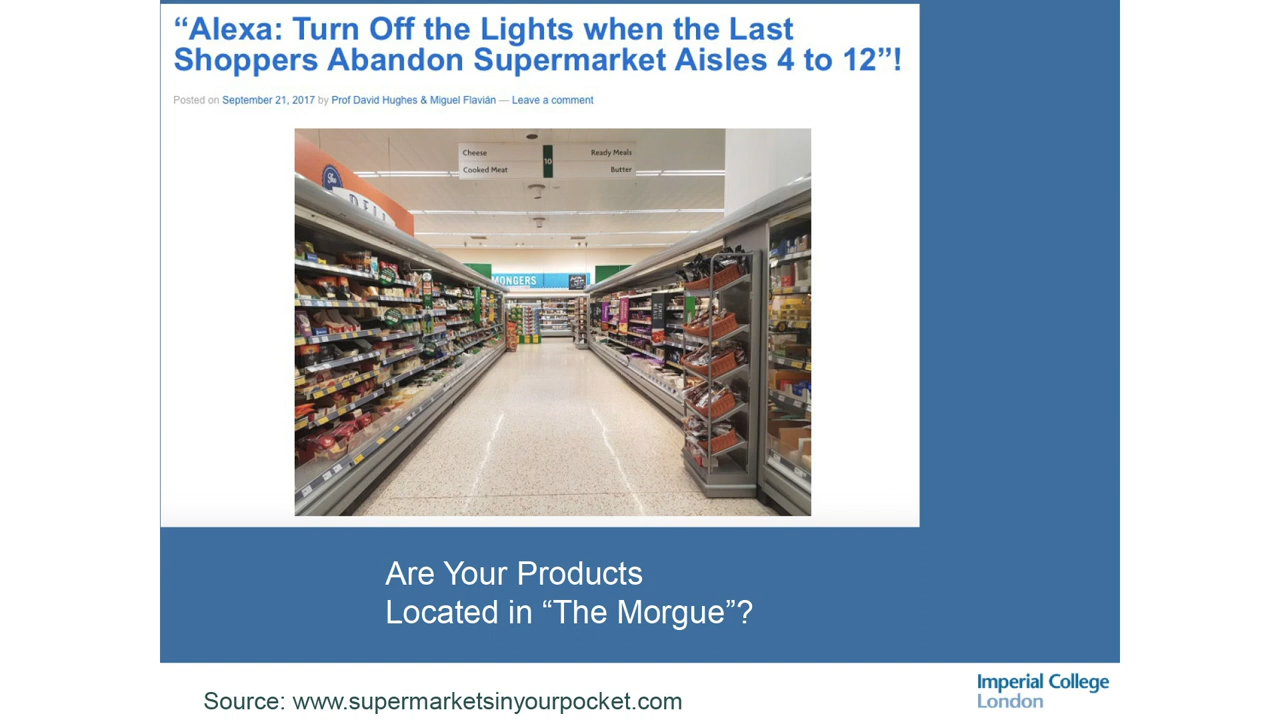 “Alexa: Turn Off the Lights when the Last
Shoppers Abandon Supermarket Aisles 4 to 12”!
Posted on September 21, 2017 by Prof David Hughes & Miguel Flavián — Leave a comment
Cheese
Cooked Meat
10
Ready Meals
Butter
The
DELI
MONGERS
Are Your Products
Located in “The Morgue”?
Source: www.supermarketsinyourpocket.com
Imperial College
London